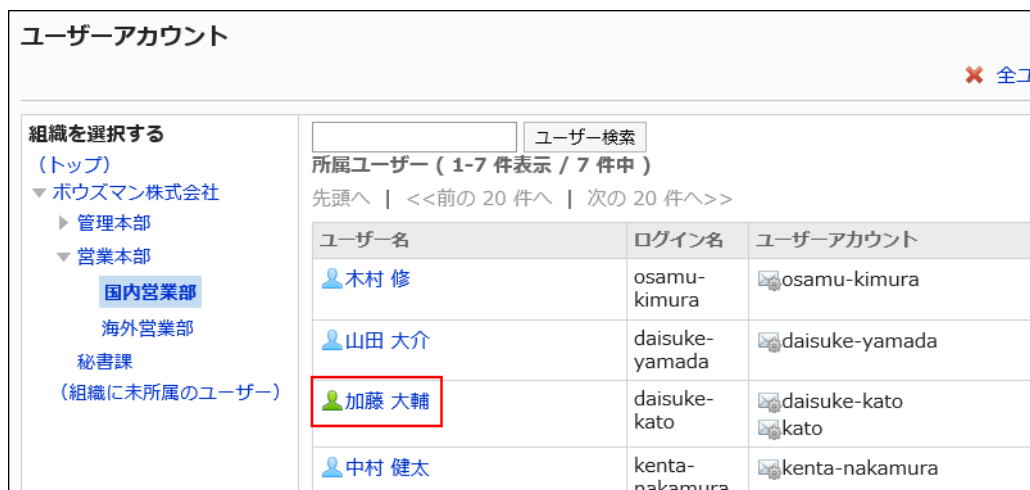 ユーザーアカウント
全ユ
組織を選択する
（トップ）
ボウズマン株式会社
管理本部
営業本部
国内営業部
海外営業部
秘書課
（組織に未所属のユーザー）
ユーザー検索
所属ユーザー ( 1-7 件表示 / 7 件中 )
先頭へ | <<前の 20 件へ | 次の 20 件へ>>
ユーザー名 ログイン名 ユーザーアカウント
木村 修 osamu-kimura osamu-kimura
山田 大介 daisuke-yamada daisuke-yamada
加藤 大輔 daisuke-kato daisuke-kato
kato
中村 健太 kenta-nakamura kenta-nakamura